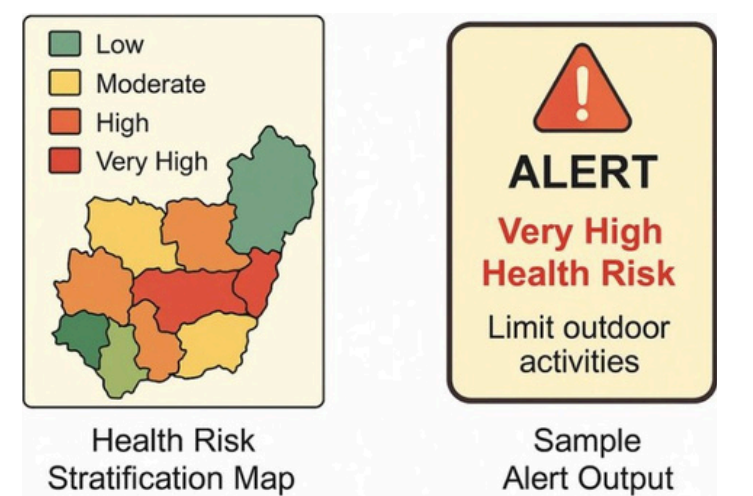 Low
Moderate
High
Very High
Health Risk
Stratification Map
!
ALERT
Very High
Health Risk
Limit outdoor
activities
Sample
Alert Output